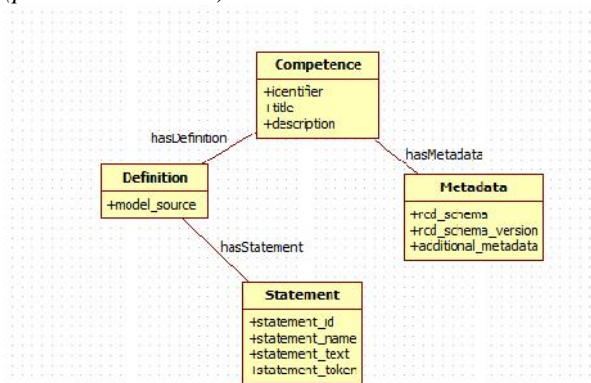 Competence
+identifier
+title
+description
hasDefinition
hasMetadata
Definition
+model_source
Metadata
+rcd_schema
+rcd_schema_version
+additional_metadata
hasStatement
Statement
+statement_id
+statement_name
+statement_text
+statement_token